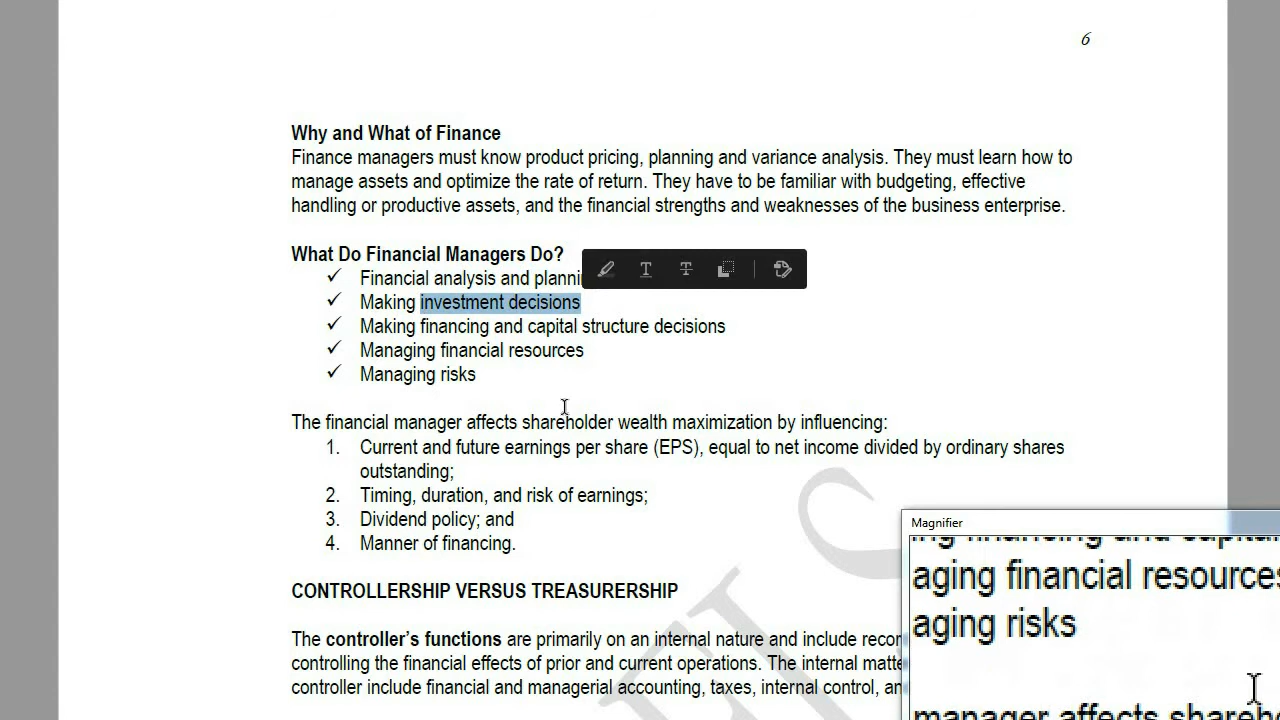 6
Why and What of Finance
Finance managers must know product pricing, planning and variance analysis. They must learn how to
manage assets and optimize the rate of return. They have to be familiar with budgeting, effective
handling or productive assets, and the financial strengths and weaknesses of the business enterprise.
What Do Financial Managers Do?
✓ Financial analysis and
✓ Making investment decisions
✓ Making financing and capital structure decisions
✓ Managing financial resources
✓ Managing risks
The financial manager affects shareholder wealth maximization by influencing:
1. Current and future earnings per share (EPS), equal to net income divided by ordinary shares
outstanding;
2. Timing, duration, and risk of earnings;
3. Dividend policy; and
4. Manner of financing.
CONTROLLERSHIP VERSUS TREASURERSHIP
The controller's functions are primarily on an internal nature and include
controlling the financial effects of prior and current operations. The internal
controller include financial and managerial accounting, taxes, internal control,
Magnifier
ing financing and
aging financial resources
aging risks
manager affects